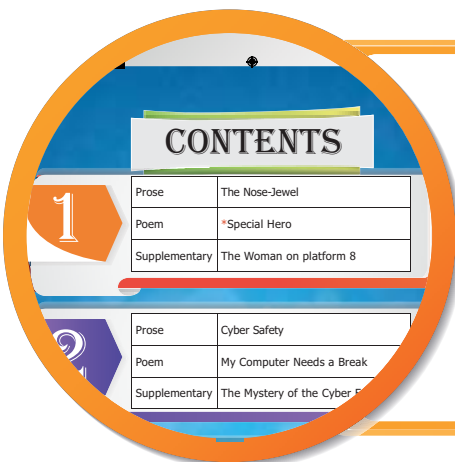 CONTENTS
1
Prose The Nose-Jewel
Poem *Special Hero
Supplementary The Woman on platform 8
2
Prose Cyber Safety
Poem My Computer Needs a Break
Supplementary The Mystery of the Cyber